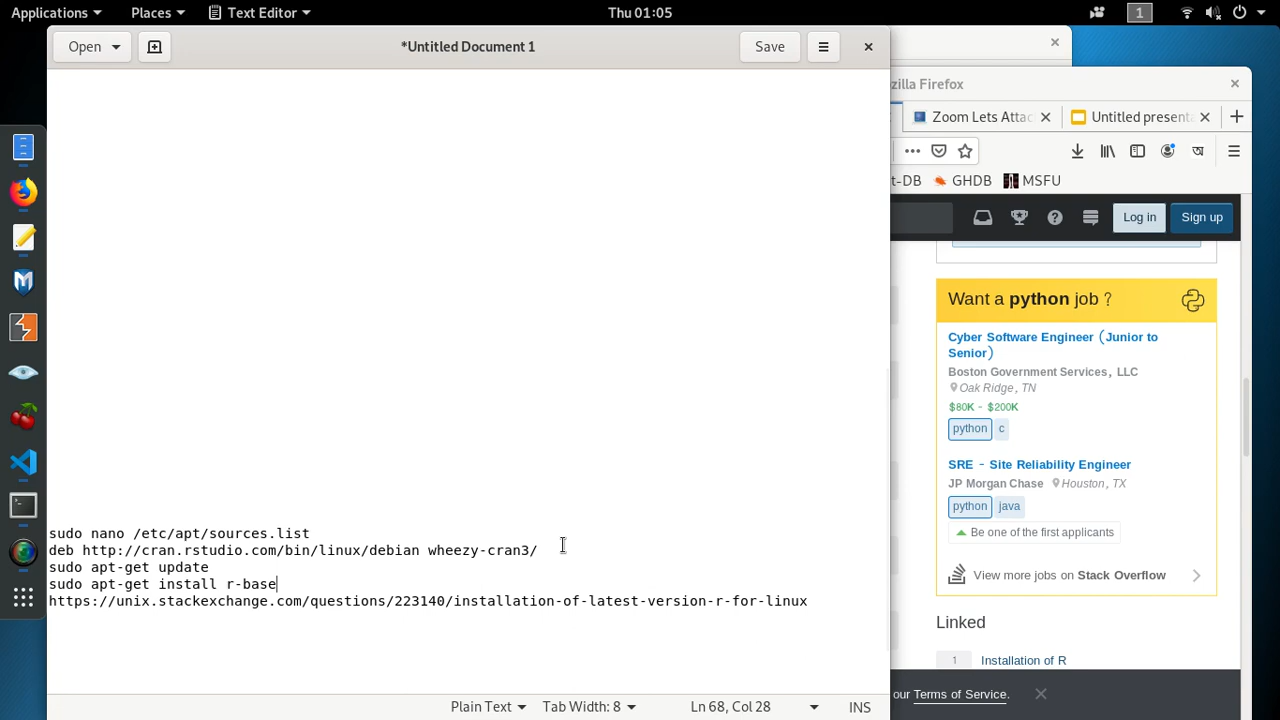 Applications
Places
Text Editor
Thu 01:05
1
Open
*Untitled Document 1
Save
zilla Firefox
Zoom Lets Attac
Untitled presenta
t-DB
GHDB
MSFU
Log in
Sign up
Want a python job ?
Cyber Software Engineer (Junior to
Senior)
Boston Government Services, LLC
Oak Ridge, TN
$80K - $200K
python
c
SRE - Site Reliability Engineer
JP Morgan Chase
Houston, TX
python
java
Be one of the first applicants
View more jobs on Stack Overflow
Linked
1
Installation of R
our Terms of Service.
sudo nano /etc/apt/sources.list
deb http://cran.rstudio.com/bin/linux/debian wheezy-cran3/
sudo apt-get update
sudo apt-get install r-base
https://unix.stackexchange.com/questions/223140/installation-of-latest-version-r-for-linux
Plain Text
Tab Width: 8
Ln 68, Col 28
INS